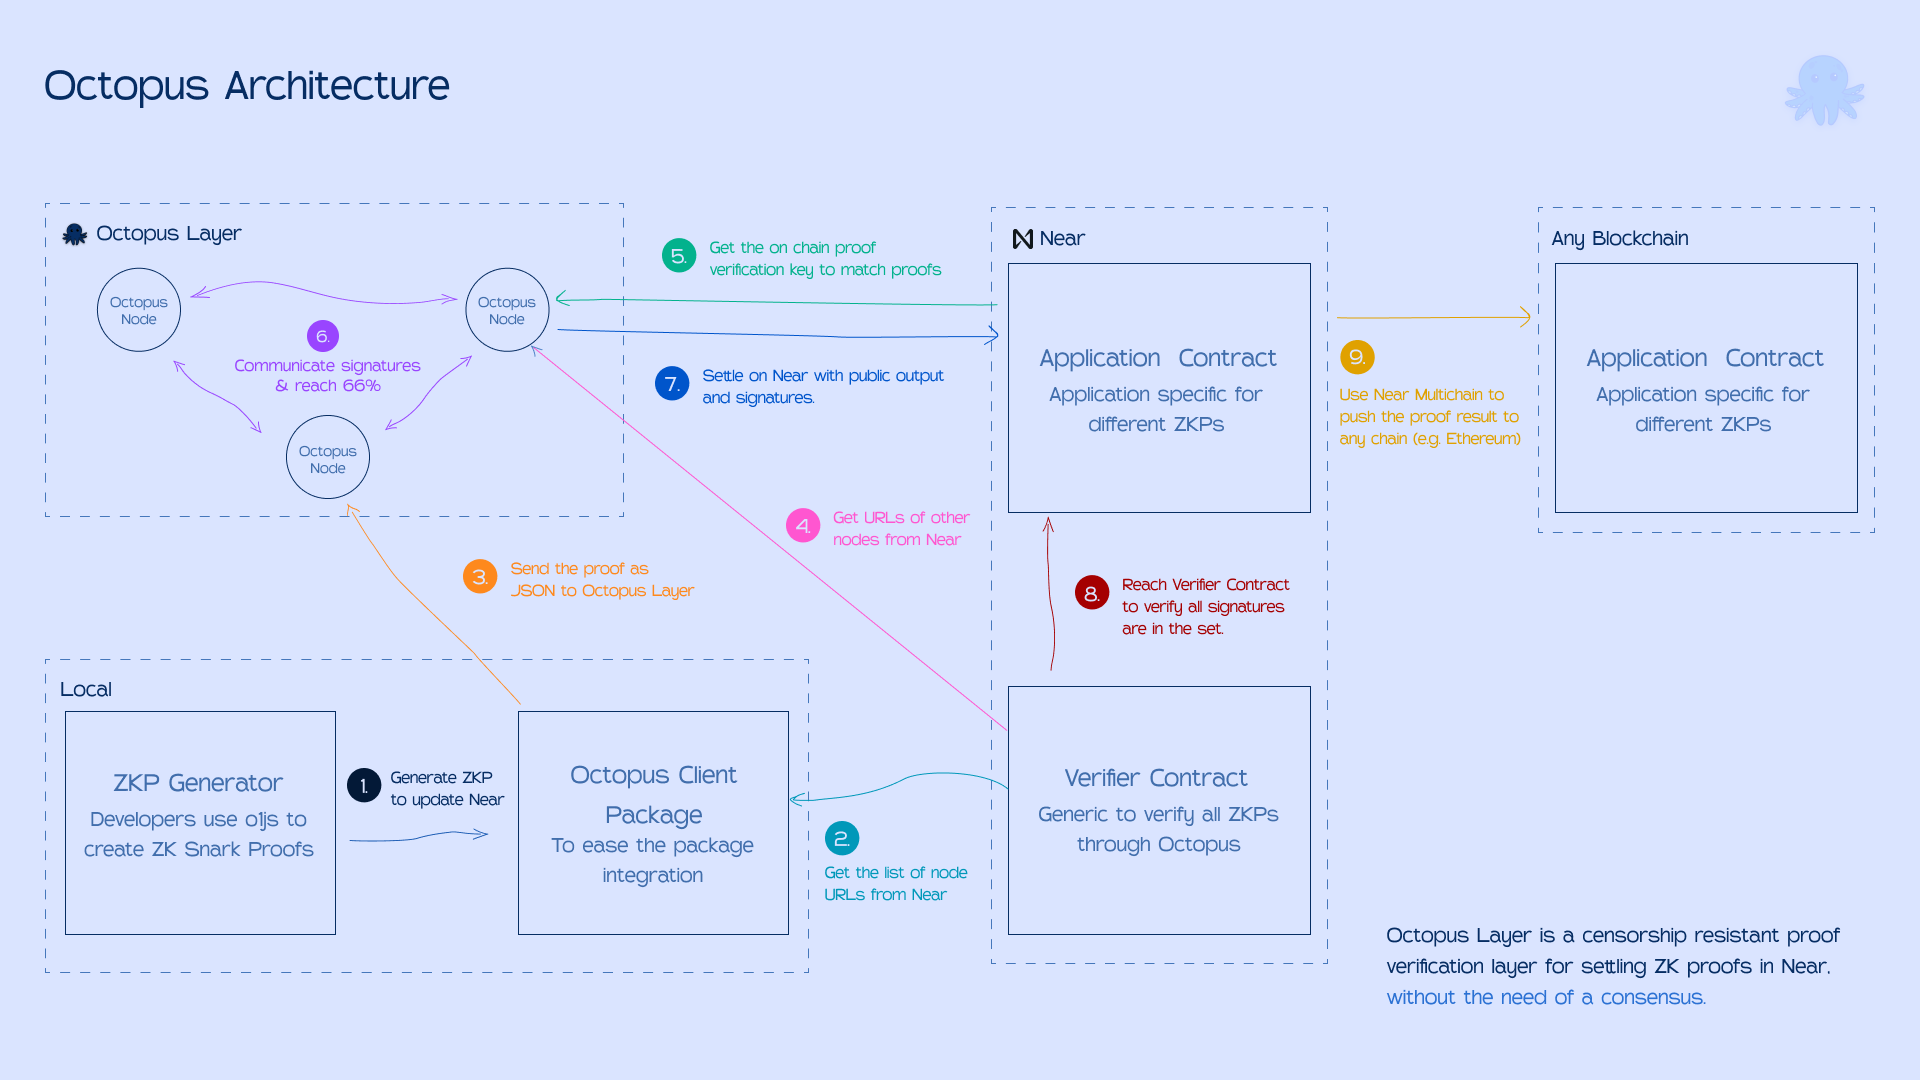 Octopus Architecture
Octopus Layer
Octopus
Node
Octopus
Node
6.
Communicate signatures
& reach 66%
Octopus
Node
5.
Get the on chain proof
verification key to match proofs
7.
Settle on Near with public output
and signatures.
4.
Get URLs of other
nodes from Near
3.
Send the proof as
JSON to Octopus Layer
Near
Application Contract
Application specific for
different ZKPs
9.
Use Near Multichain to
push the proof result to
any chain (e.g. Ethereum)
Any Blockchain
Application Contract
Application specific for
different ZKPs
8.
Reach Verifier Contract
to verify all signatures
are in the set.
Local
ZKP Generator
Developers use o1js to
create ZK Snark Proofs
1.
Generate ZKP
to update Near
Octopus Client
Package
To ease the package
integration
2.
Get the list of node
URLs from Near
Verifier Contract
Generic to verify all ZKPs
through Octopus
Octopus Layer is a censorship resistant proof
verification layer for settling ZK proofs in Near,
without the need of a consensus.